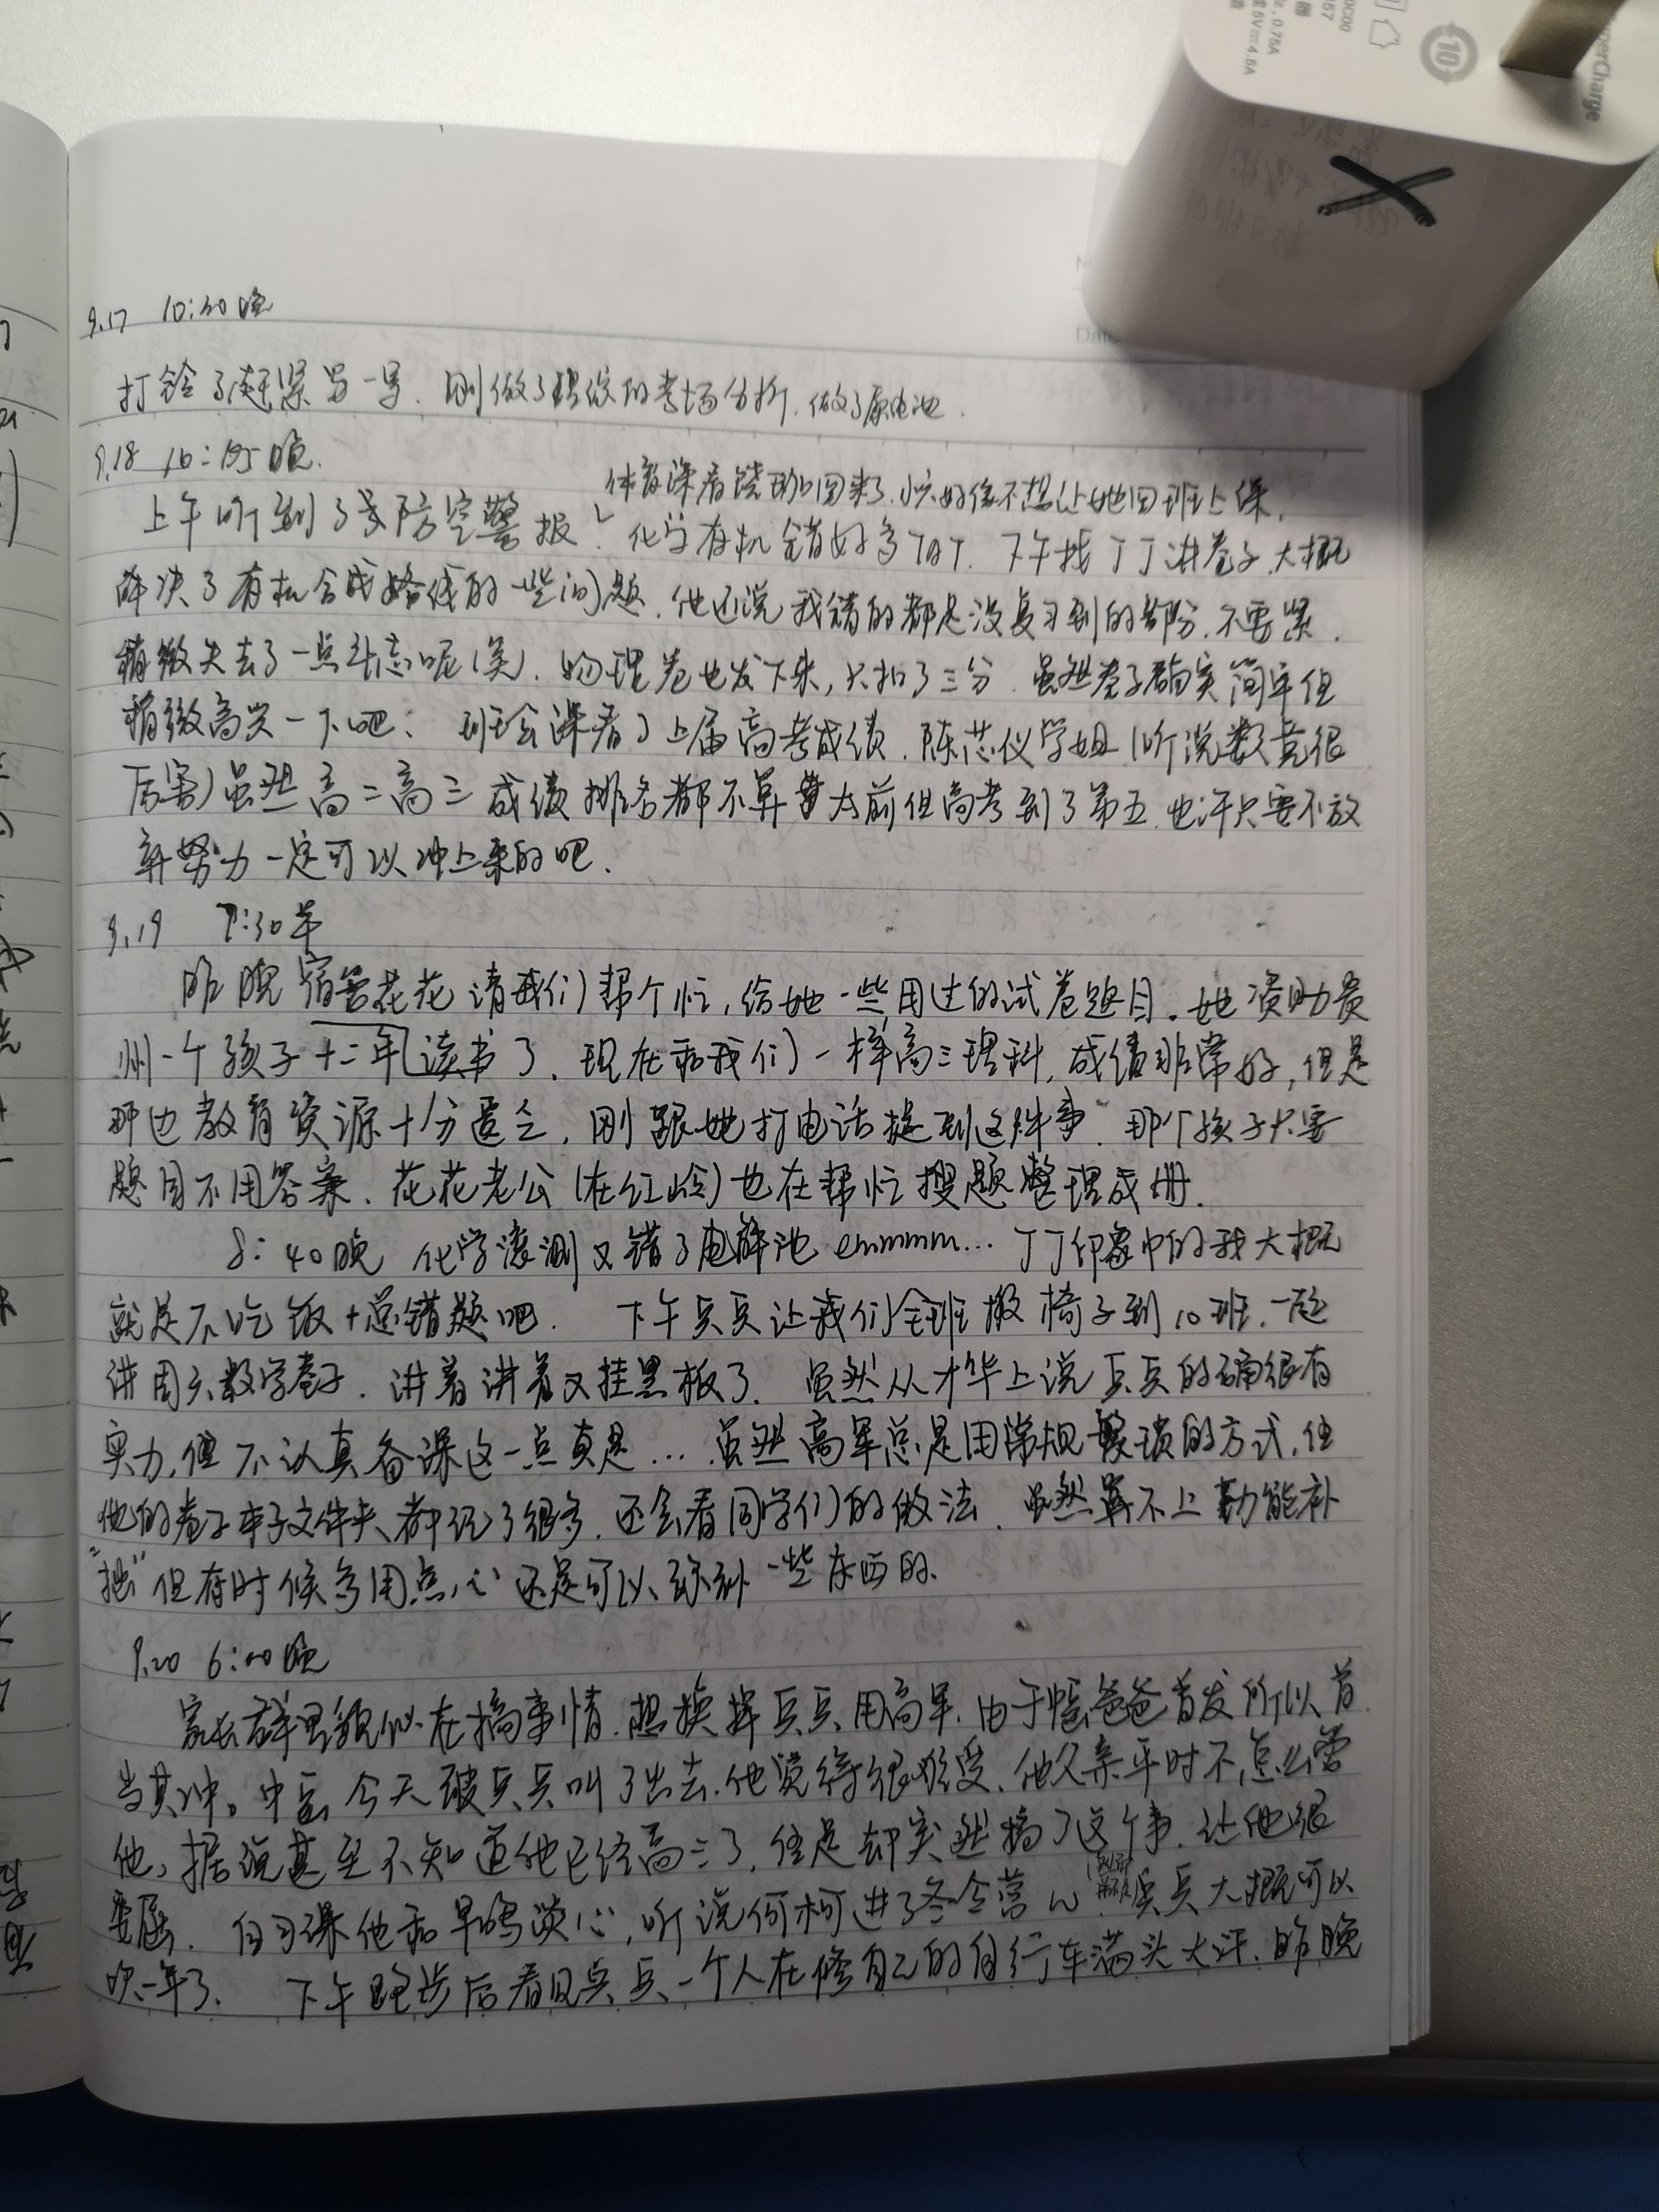 9.17 10:30晚
打铃了赶紧写一写. 刚做了 的考场分析. 做了原电池.
9.18 10:05晚.
上午听到了 防空警报.
体育课看 回来了. 好像不想让她回班上课.
化学有机错好多TAT. 下午找丁丁讲卷子.大概
解决了有机合成路线的一些问题. 他还说我错的都是没复习到的部分.不要紧.
稍微失去了一点斗志呢(笑). 物理卷也发下来,只扣了三分. 虽然卷子确实简单但
稍微高兴一下吧: 班会课看了上届高考成绩. 陈芯仪学姐(听说数竞很
厉害)虽然高二高三成绩排名都不算 太前但高考到了第五.也许只要不放
弃努力一定可以冲上来的吧.
9.19 7:30早
昨晚宿管花花请我们帮个忙,给她一些用过的试卷题目.她资助贵
州一个孩子十二年读书了. 现在和我们一样高三理科,成绩非常好,但是
那边教育资源十分匮乏, 刚跟她打电话提到这件事. 那个孩子只要
题目不用答案. 花花老公(在红岭)也在帮忙搜题整理成册.
8:40晚 化学滚测又错了电解池emmmm... 丁丁印象中的我大概
就是不吃饭+总错题吧. 下午兵兵让我们全班搬椅子到10班.一起
讲周六数学卷子. 讲着讲着又挂黑板了. 虽然从才华上说兵兵的确很有
实力,但不认真备课这一点真是....虽然高军总是用常规繁琐的方式,但
他的卷子本子文件夹都记了很多.还会看同学们的做法. 虽然算不上勤能补
"拙"但有时候多用点心还是可以弥补一些东西的.
9.20 6:00晚
家长群里貌似在搞事情.想换掉兵兵用高军.由于 爸爸首发所以首
当其冲。 今天被兵兵叫了出去.他觉得很难受.他父亲平时不怎么管
他,据说甚至不知道他已经高三了,但是却突然搞了这个事.让他很
委屈. 自习课他和早鸣谈心,听说何柯进了冬令营 .兵兵大概可以
吹一年了. 下午跑步后看见兵兵一个人在修自己的自行车满头大汗.昨晚